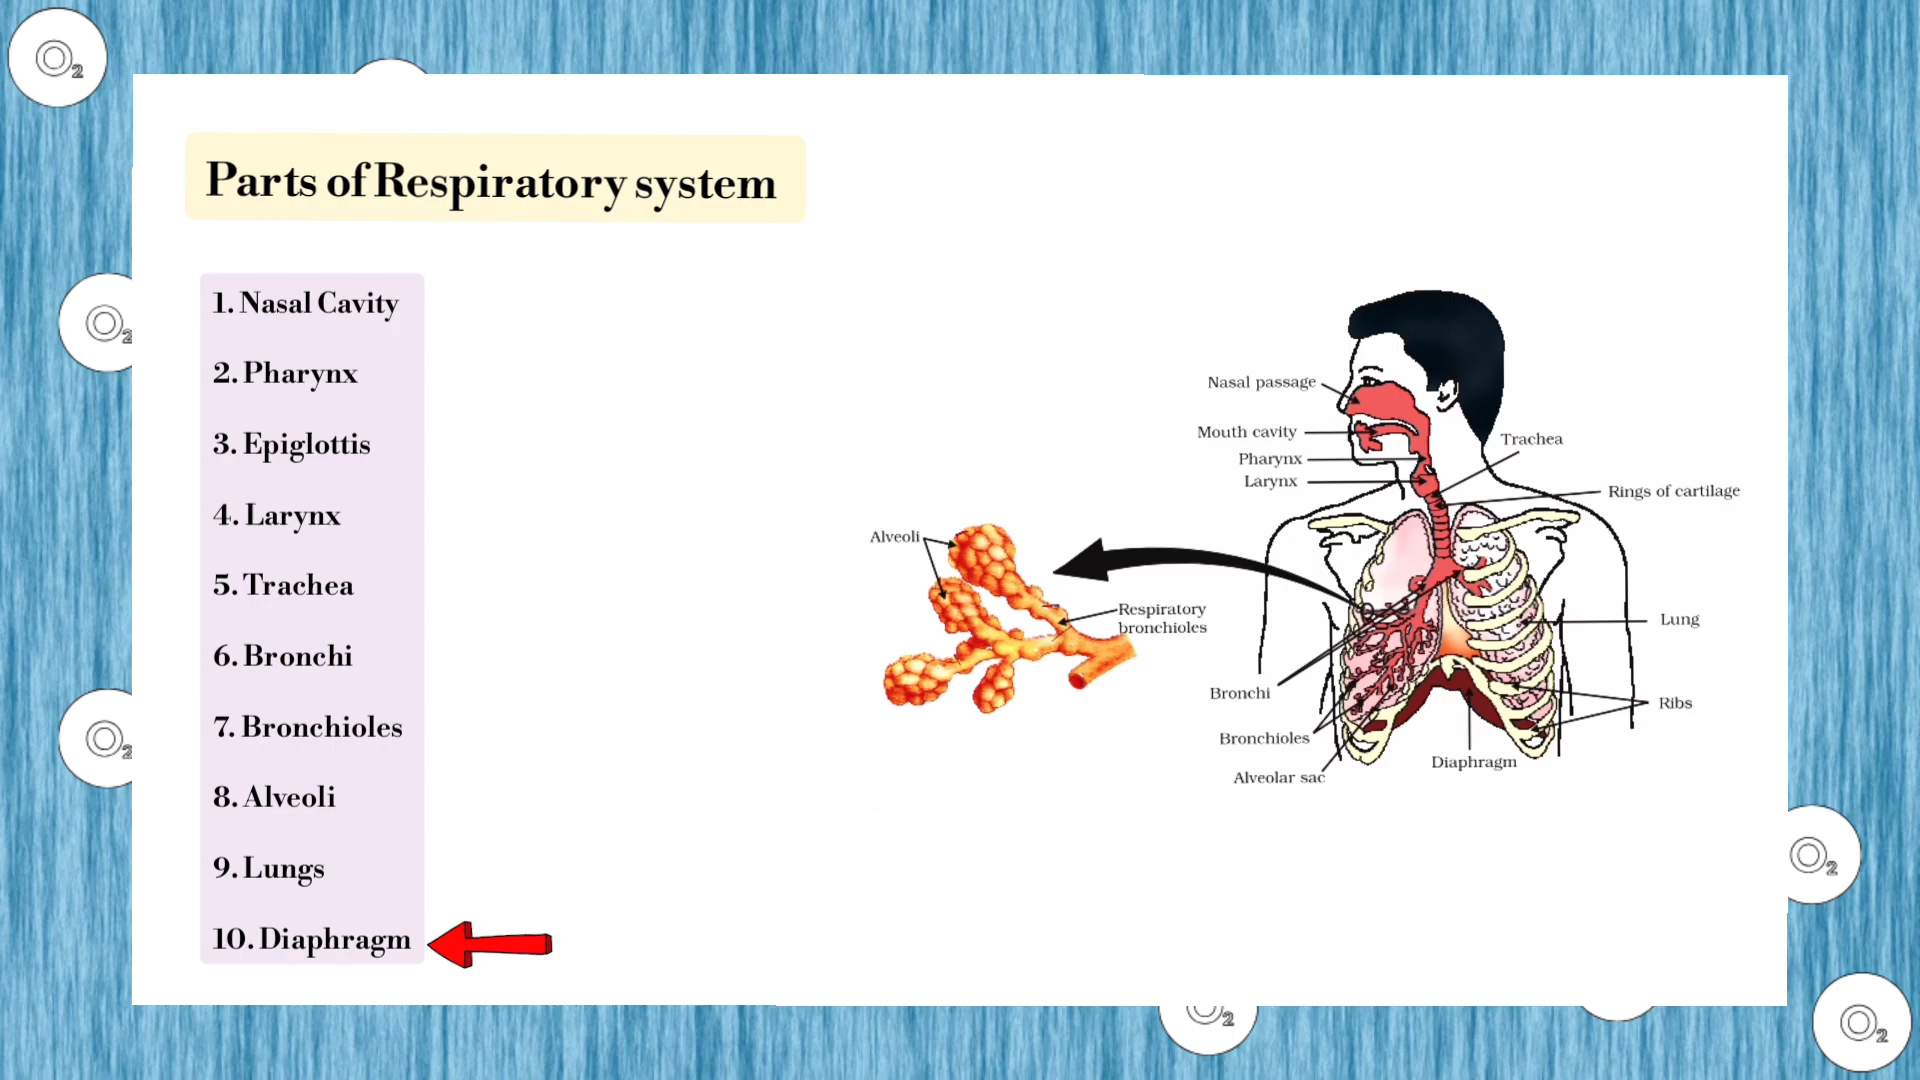 O2
Parts of Respiratory system
1. Nasal Cavity
2. Pharynx
3. Epiglottis
4. Larynx
5. Trachea
6. Bronchi
7. Bronchioles
8. Alveoli
9. Lungs
10. Diaphragm
Nasal passage
Mouth cavity
Pharynx
Larynx
Trachea
Rings of cartilage
Alveoli
Respiratory
bronchioles
Lung
Bronchi
Ribs
Bronchioles
Diaphragm
Alveolar sac
O2
O2
O2
O2
O2